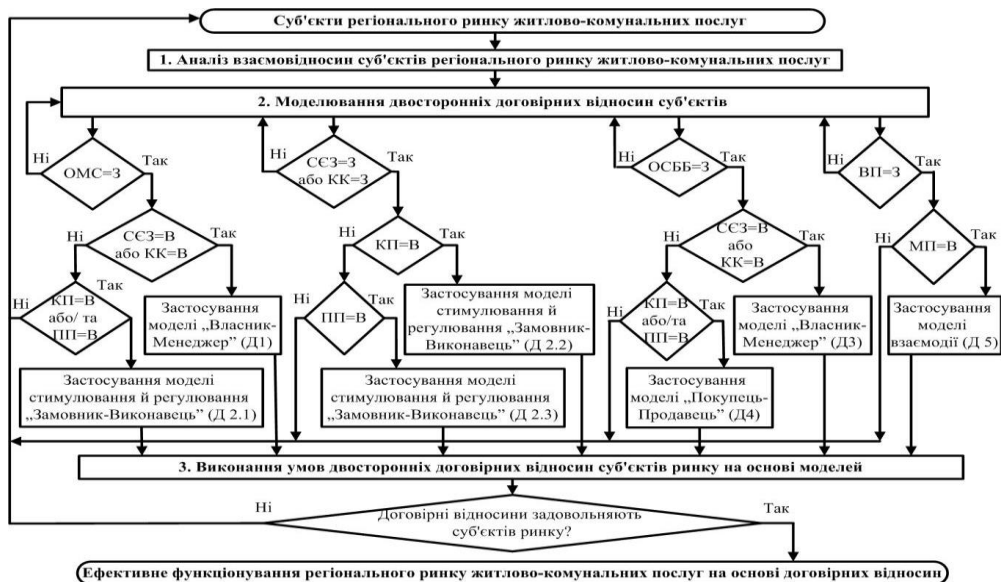 Суб'єкти регіонального ринку житлово-комунальних послуг
1. Аналіз взаємовідносин суб'єктів регіонального ринку житлово-комунальних послуг
2. Моделювання двосторонніх договірних відносин суб'єктів
Ні
Так
ОМС=З
Ні
Так
СЄЗ=З
або КК=З
Ні
Так
ОСББ=З
Ні
Так
ВП=З
Ні
Так
СЄЗ=В
або КК=В
Ні
Так
КП=В
Ні
Так
СЄЗ=В
або
КК=В
Ні
Так
МП=В
Ні
Так
КП=В
або/ та
ПП=В
Застосування
моделі „Власник-
Менеджер” (Д1)
Ні
Так
ПП=В
Застосування моделі
стимулювання й
регулювання „Замовник-
Виконавець” (Д 2.2)
Ні
Так
КП=В
або/та
ПП=В
Застосування
моделі „Власник-
Менеджер” (Д3)
Застосування
моделі
взаємодії (Д 5)
Застосування моделі
стимулювання й регулювання
„Замовник-Виконавець” (Д 2.1)
Застосування моделі
стимулювання й регулювання
„Замовник-Виконавець” (Д 2.3)
Застосування
моделі „Покупець-
Продавець” (Д4)
3. Виконання умов двосторонніх договірних відносин суб'єктів ринку на основі моделей
Ні
Так
Договірні відносини задовольняють
суб'єктів ринку?
Ефективне функціонування регіонального ринку житлово-комунальних послуг на основі договірних відносин